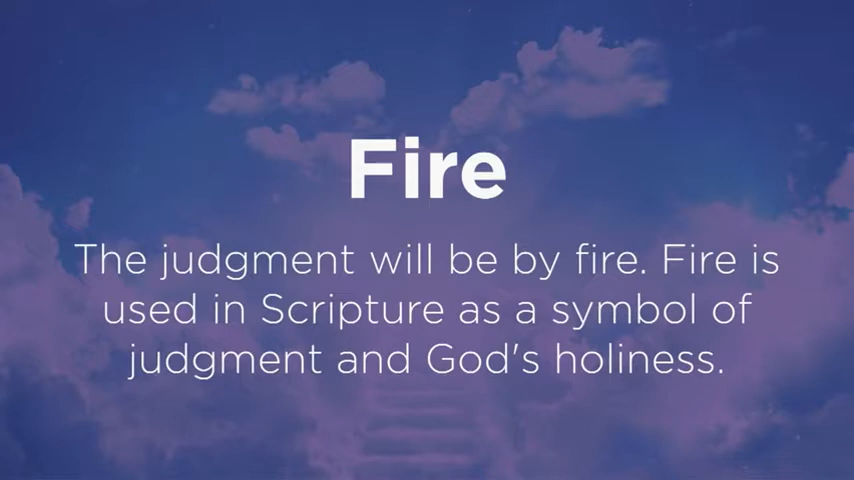 Fire
The judgment will be by fire. Fire is
used in Scripture as a symbol of
judgment and God's holiness.